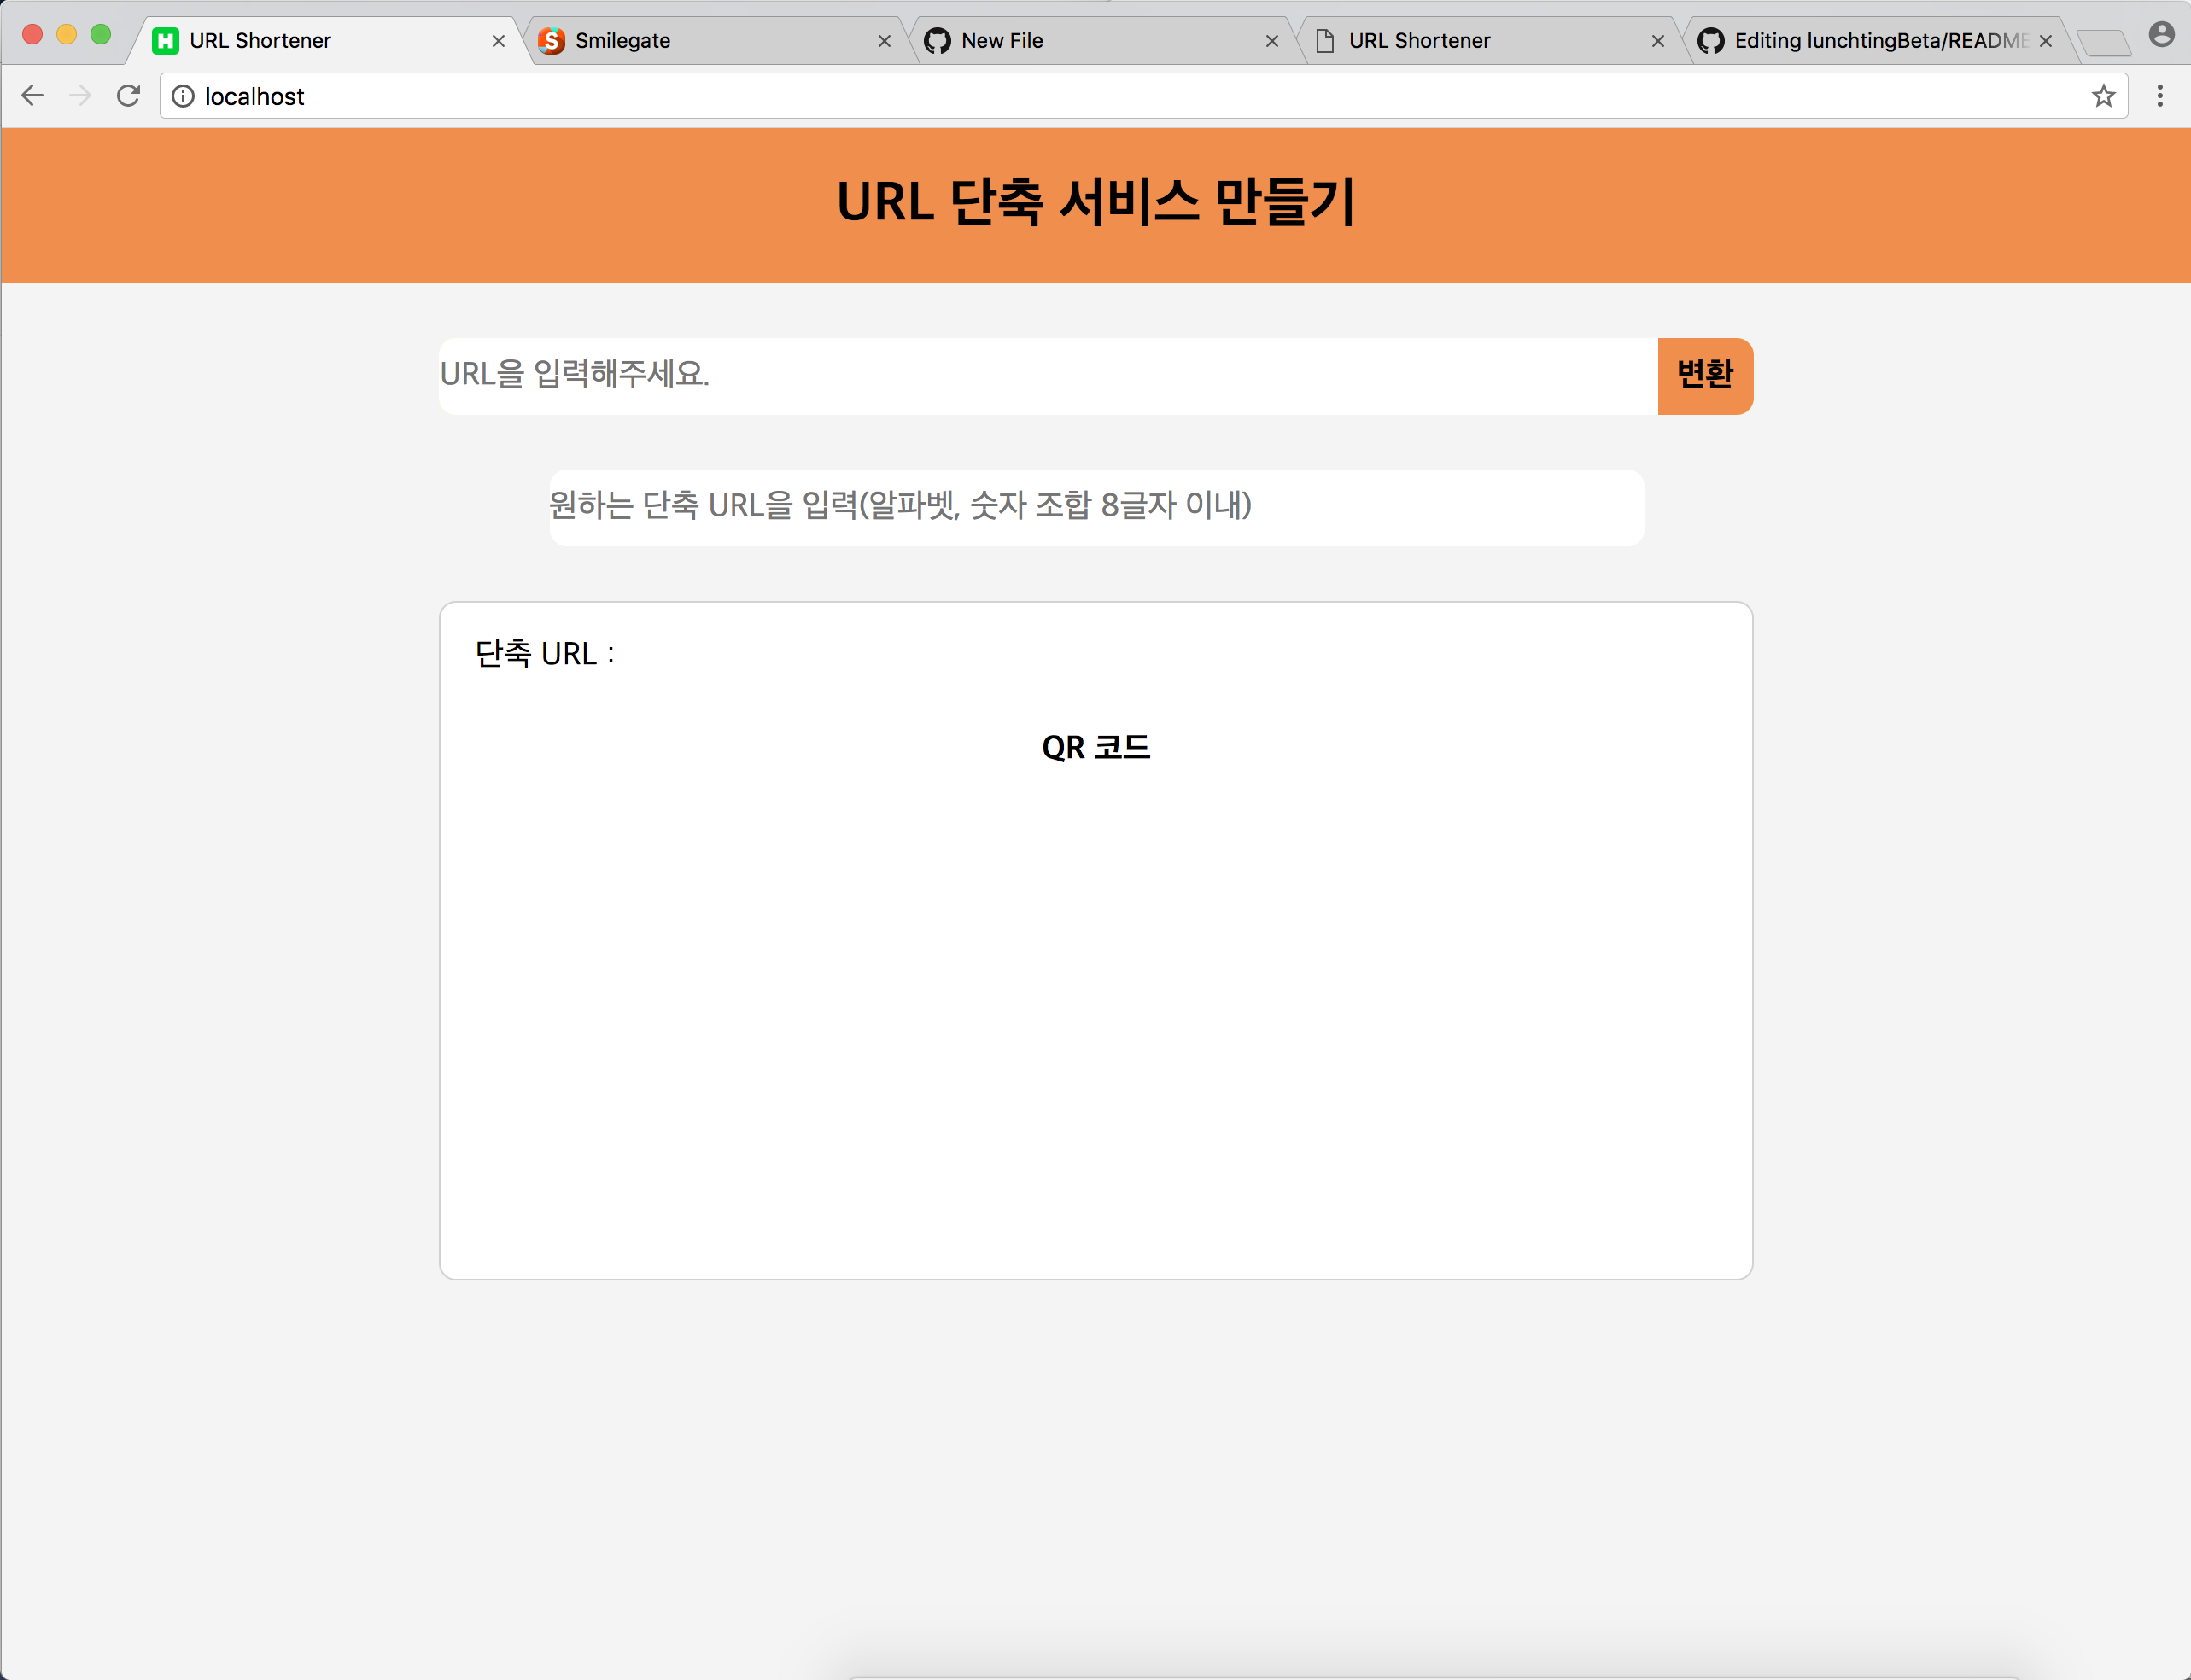 URL Shortener
Smilegate
New File
URL Shortener
Editing lunchtingBeta/README
localhost
URL 단축 서비스 만들기
URL을 입력해주세요.
변환
원하는 단축 URL을 입력(알파벳, 숫자 조합 8글자 이내)
단축 URL :
QR 코드